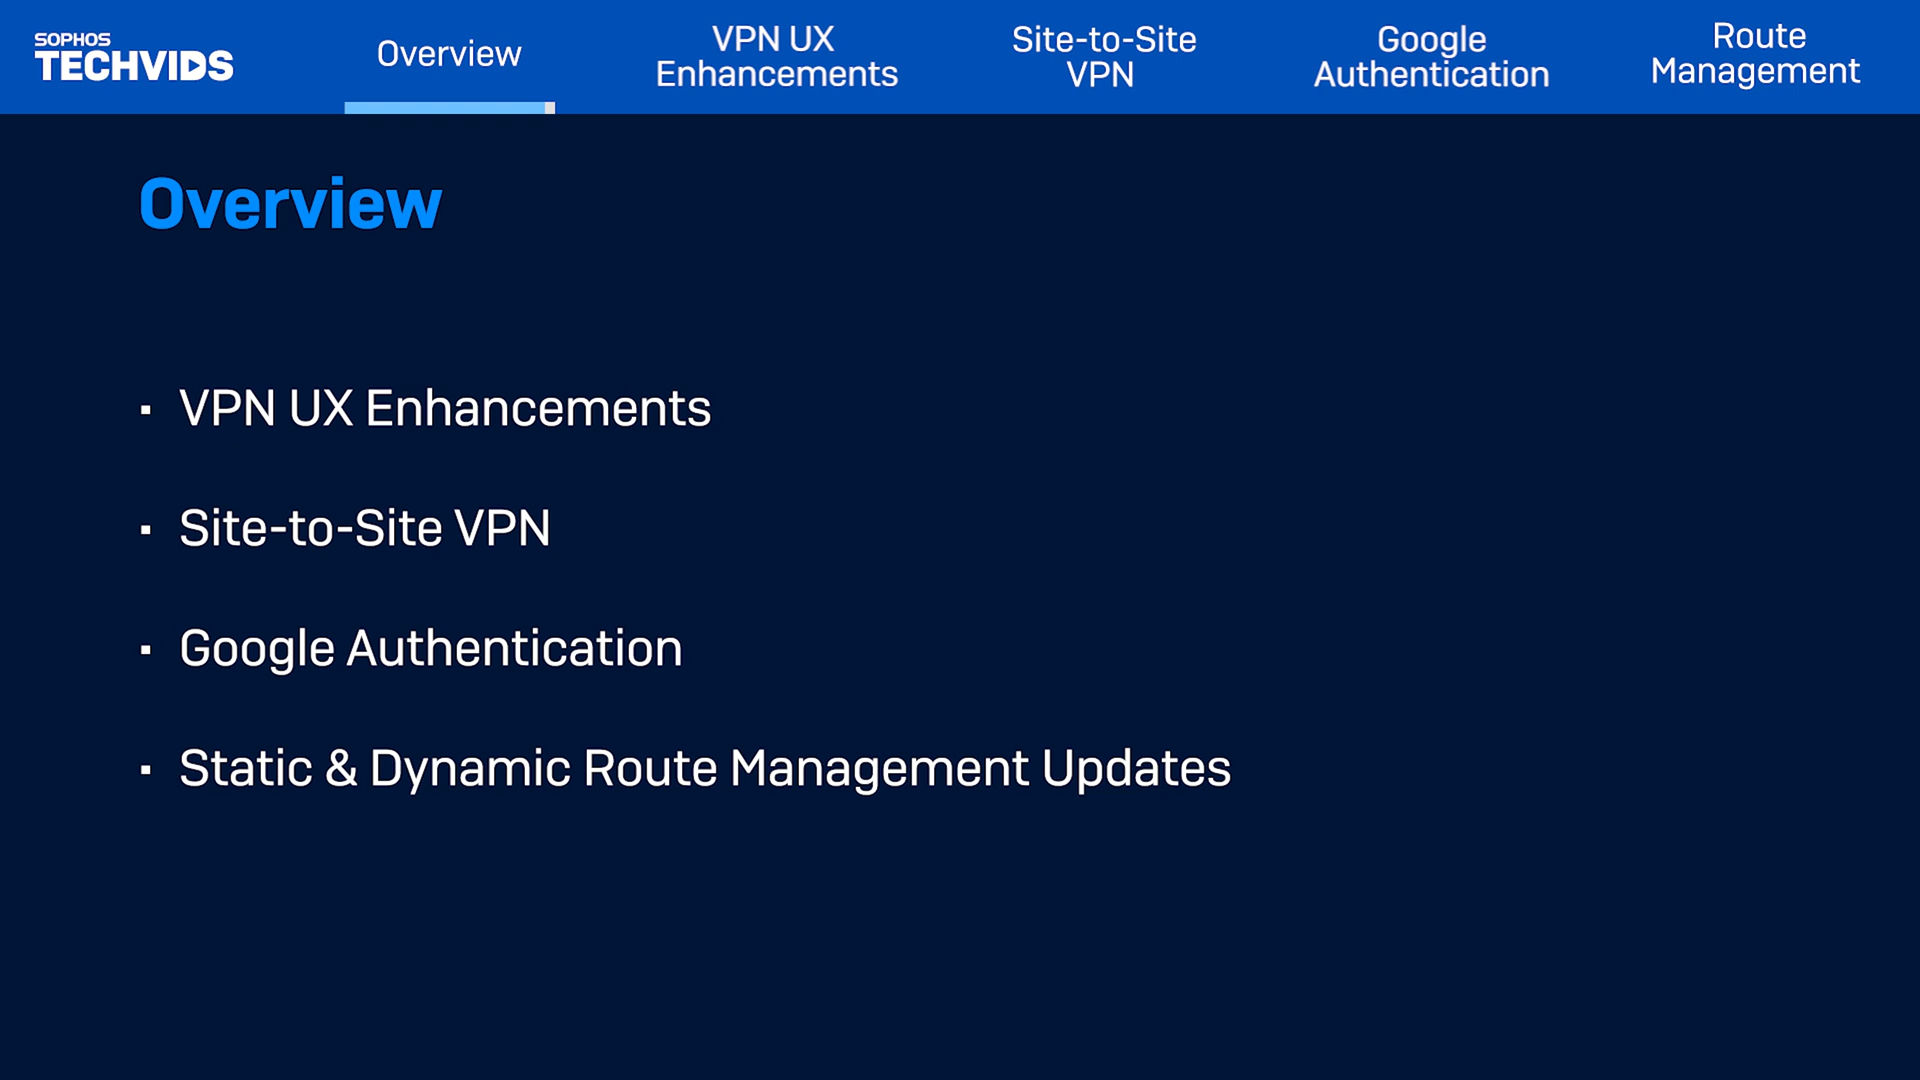 SOPHOS
TECHVIDS
Overview
VPN UX
Enhancements
Site-to-Site
VPN
Google
Authentication
Route
Management
Overview
▪ VPN UX Enhancements
▪ Site-to-Site VPN
▪ Google Authentication
▪ Static & Dynamic Route Management Updates